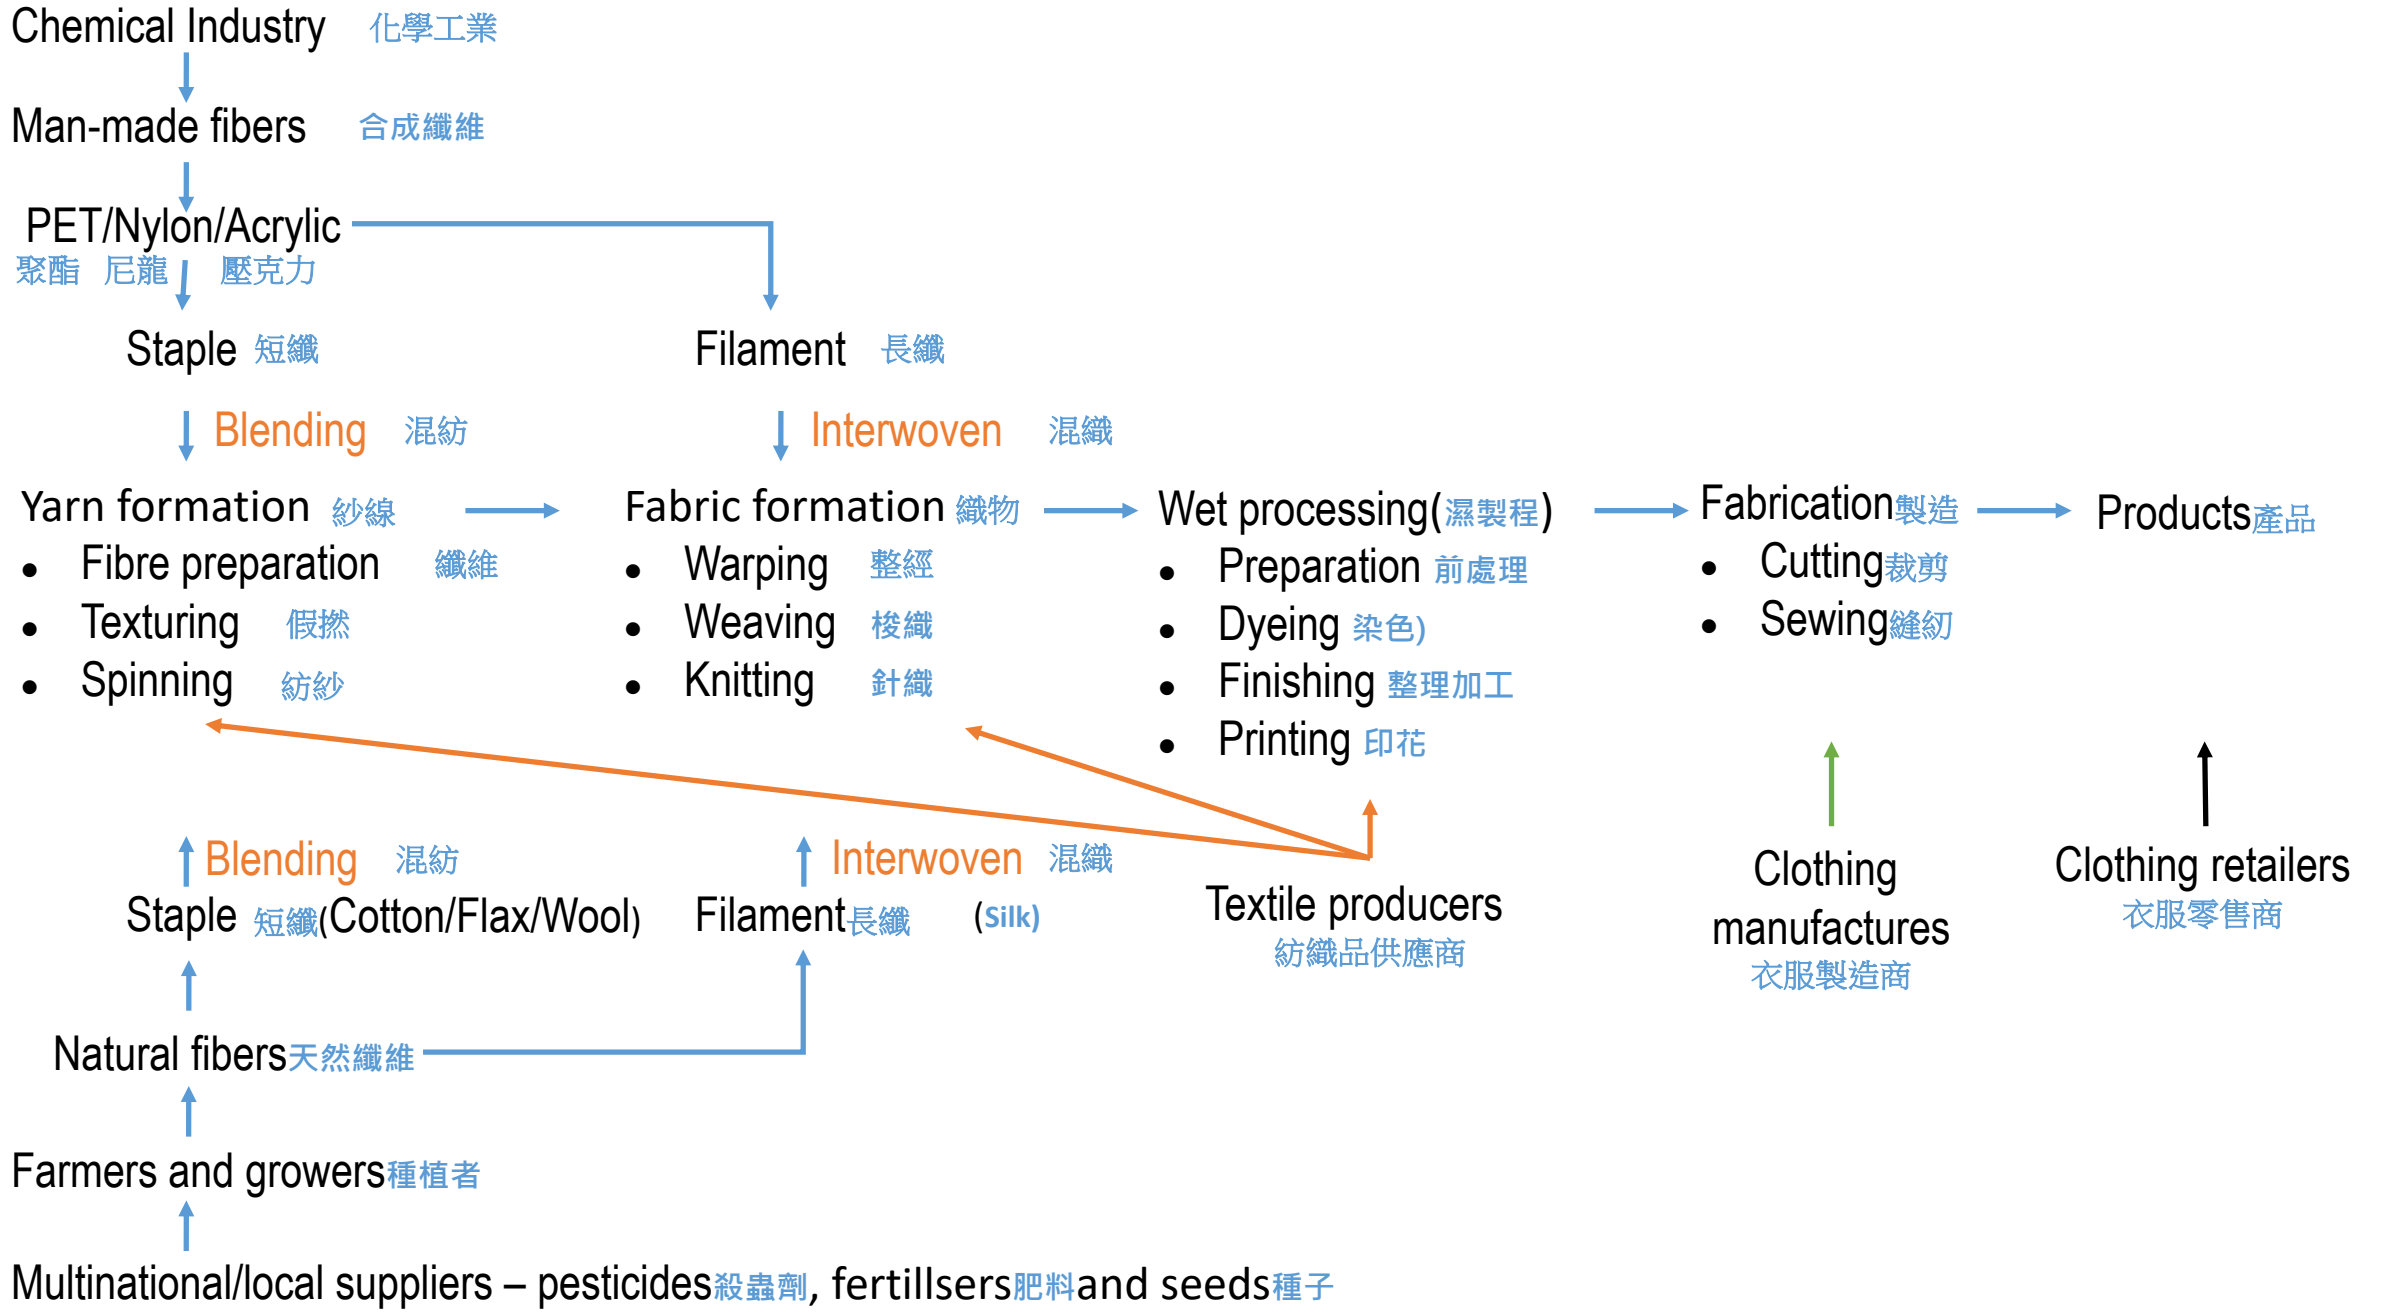 Chemical Industry 化學工業
Man-made fibers 合成纖維
PET/Nylon/Acrylic
聚酯 尼龍 壓克力
Staple 短纖
Filament 長纖
Blending 混紡
Interwoven 混織
Yarn formation 紗線
• Fibre preparation 纖維
• Texturing 假撚
• Spinning 紡紗
Fabric formation 織物
• Warping 整經
• Weaving 梭織
• Knitting 針織
Wet processing(濕製程)
• Preparation 前處理
• Dyeing 染色)
• Finishing 整理加工
• Printing 印花
Fabrication製造
• Cutting裁剪
• Sewing縫紉
Products產品
Blending 混紡
Staple 短纖(Cotton/Flax/Wool)
Interwoven 混織
Filament長纖 (Silk)
Textile producers
紡織品供應商
Clothing
manufactures
衣服製造商
Clothing retailers
衣服零售商
Natural fibers天然纖維
Farmers and growers種植者
Multinational/local suppliers – pesticides殺蟲劑, fertillsers肥料and seeds種子